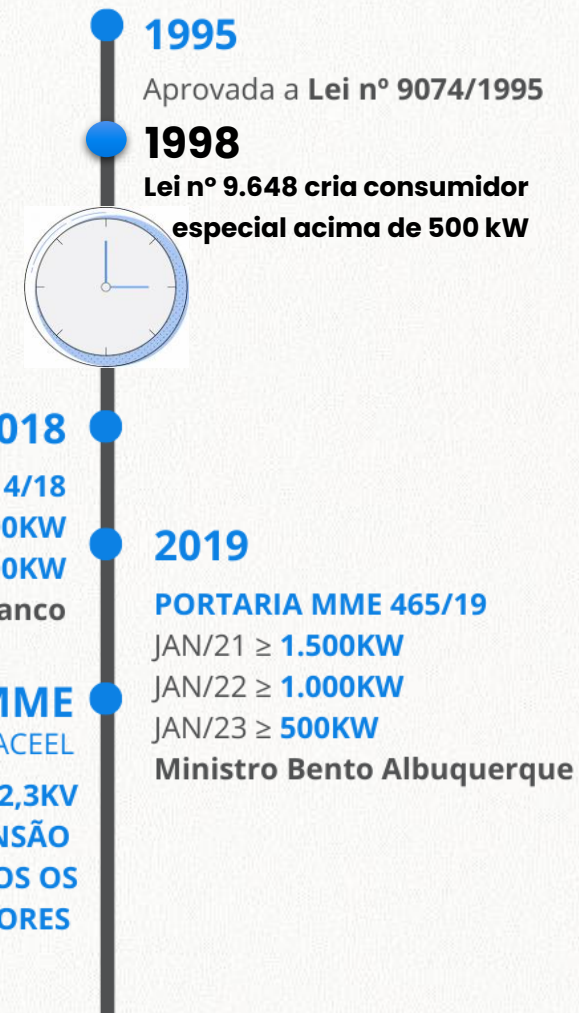 1995
Aprovada a Lei nº 9074/1995
1998
Lei nº 9.648 cria consumidor
especial acima de 500 kW
018
4/18
0KW
0KW
anco
2019
PORTARIA MME 465/19
JAN/21 ≥ 1.500KW
JAN/22 ≥ 1.000KW
JAN/23 ≥ 500KW
Ministro Bento Albuquerque
MME
ACEEL
2,3KV
NSÃO
OS OS
ORES